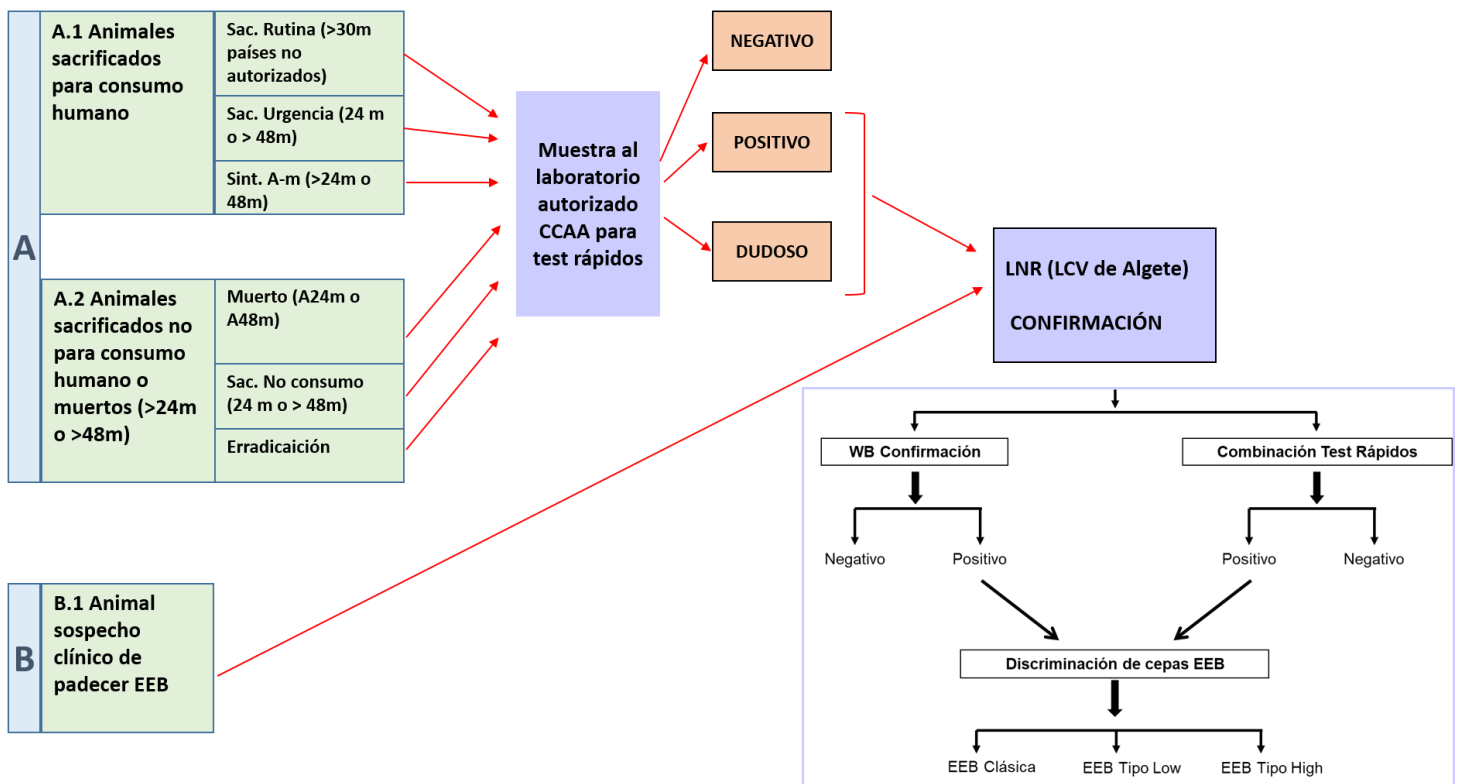 A
A.1 Animales
sacrificados
para consumo
humano
Sac. Rutina (>30m
países no
autorizados)
Sac. Urgencia (24 m
o > 48m)
Sint. A-m (>24m o
48m)
A.2 Animales
sacrificados no
para consumo
humano o
muertos (>24m
o >48m)
Muerto (A24m o
A48m)
Sac. No consumo
(24 m o > 48m)
Erradicaición
B
B.1 Animal
sospecho
clínico de
padecer EEB
Muestra al
laboratorio
autorizado
CCAA para
test rápidos
NEGATIVO
POSITIVO
DUDOSO
LNR (LCV de Algete)
CONFIRMACIÓN
WB Confirmación
Combinación Test Rápidos
Negativo
Positivo
Positivo
Negativo
Discriminación de cepas EEB
EEB Clásica
EEB Tipo Low
EEB Tipo High